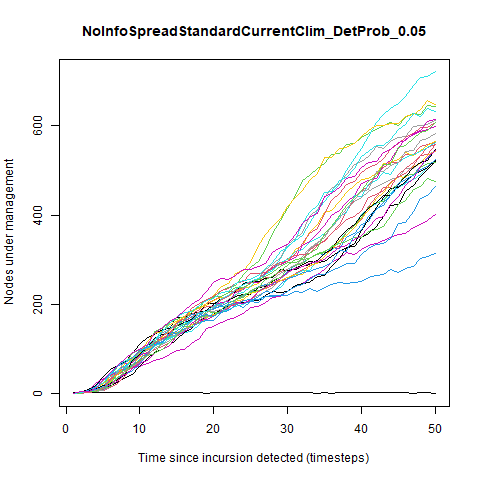 NoInfoSpreadStandardCurrentClim_DetProb_0.05
Nodes under management
600
400
200
0
0 10 20 30 40 50
Time since incursion detected (timesteps)